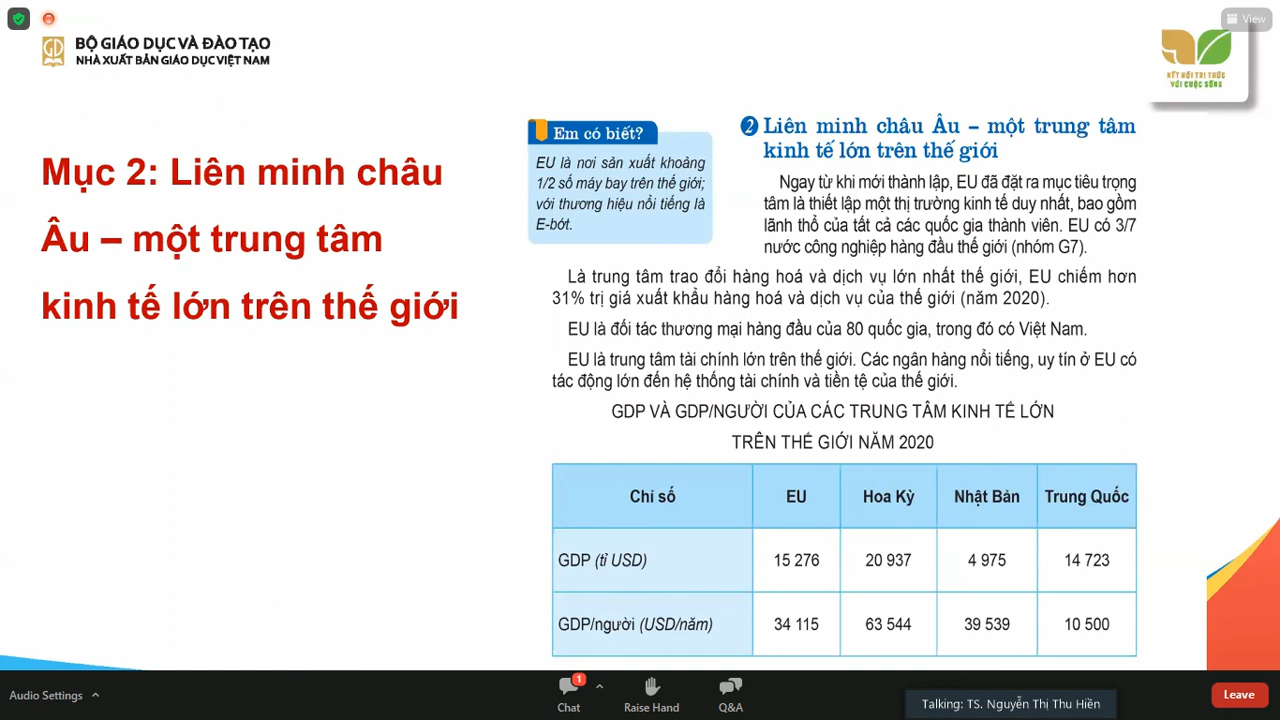 View
BỘ GIÁO DỤC VÀ ĐÀO TẠO
NHÀ XUẤT BẢN GIÁO DỤC VIỆT NAM
KẾT NỐI TRI THỨC
VỚI CUỘC SỐNG
Mục 2: Liên minh châu
Âu – một trung tâm
kinh tế lớn trên thế giới
Em có biết?
EU là nơi sản xuất khoảng
1/2 số máy bay trên thế giới;
với thương hiệu nổi tiếng là
E-bớt.
2 Liên minh châu Âu – một trung tâm
kinh tế lớn trên thế giới
Ngay từ khi mới thành lập, EU đã đặt ra mục tiêu trọng
tâm là thiết lập một thị trường kinh tế duy nhất, bao gồm
lãnh thổ của tất cả các quốc gia thành viên. EU có 3/7
nước công nghiệp hàng đầu thế giới (nhóm G7).
Là trung tâm trao đổi hàng hoá và dịch vụ lớn nhất thế giới, EU chiếm hơn
31% trị giá xuất khẩu hàng hoá và dịch vụ của thế giới (năm 2020).
EU là đối tác thương mại hàng đầu của 80 quốc gia, trong đó có Việt Nam.
EU là trung tâm tài chính lớn trên thế giới. Các ngân hàng nổi tiếng, uy tín ở EU có
tác động lớn đến hệ thống tài chính và tiền tệ của thế giới.
GDP VÀ GDP/NGƯỜI CỦA CÁC TRUNG TÂM KINH TẾ LỚN
TRÊN THẾ GIỚI NĂM 2020
Chỉ số EU Hoa Kỳ Nhật Bản Trung Quốc
GDP (tỉ USD) 15 276 20 937 4 975 14 723
GDP/người (USD/năm) 34 115 63 544 39 539 10 500
Audio Settings
1
Chat
Raise Hand
Q&A
Talking: TS. Nguyễn Thị Thu Hiền
Leave